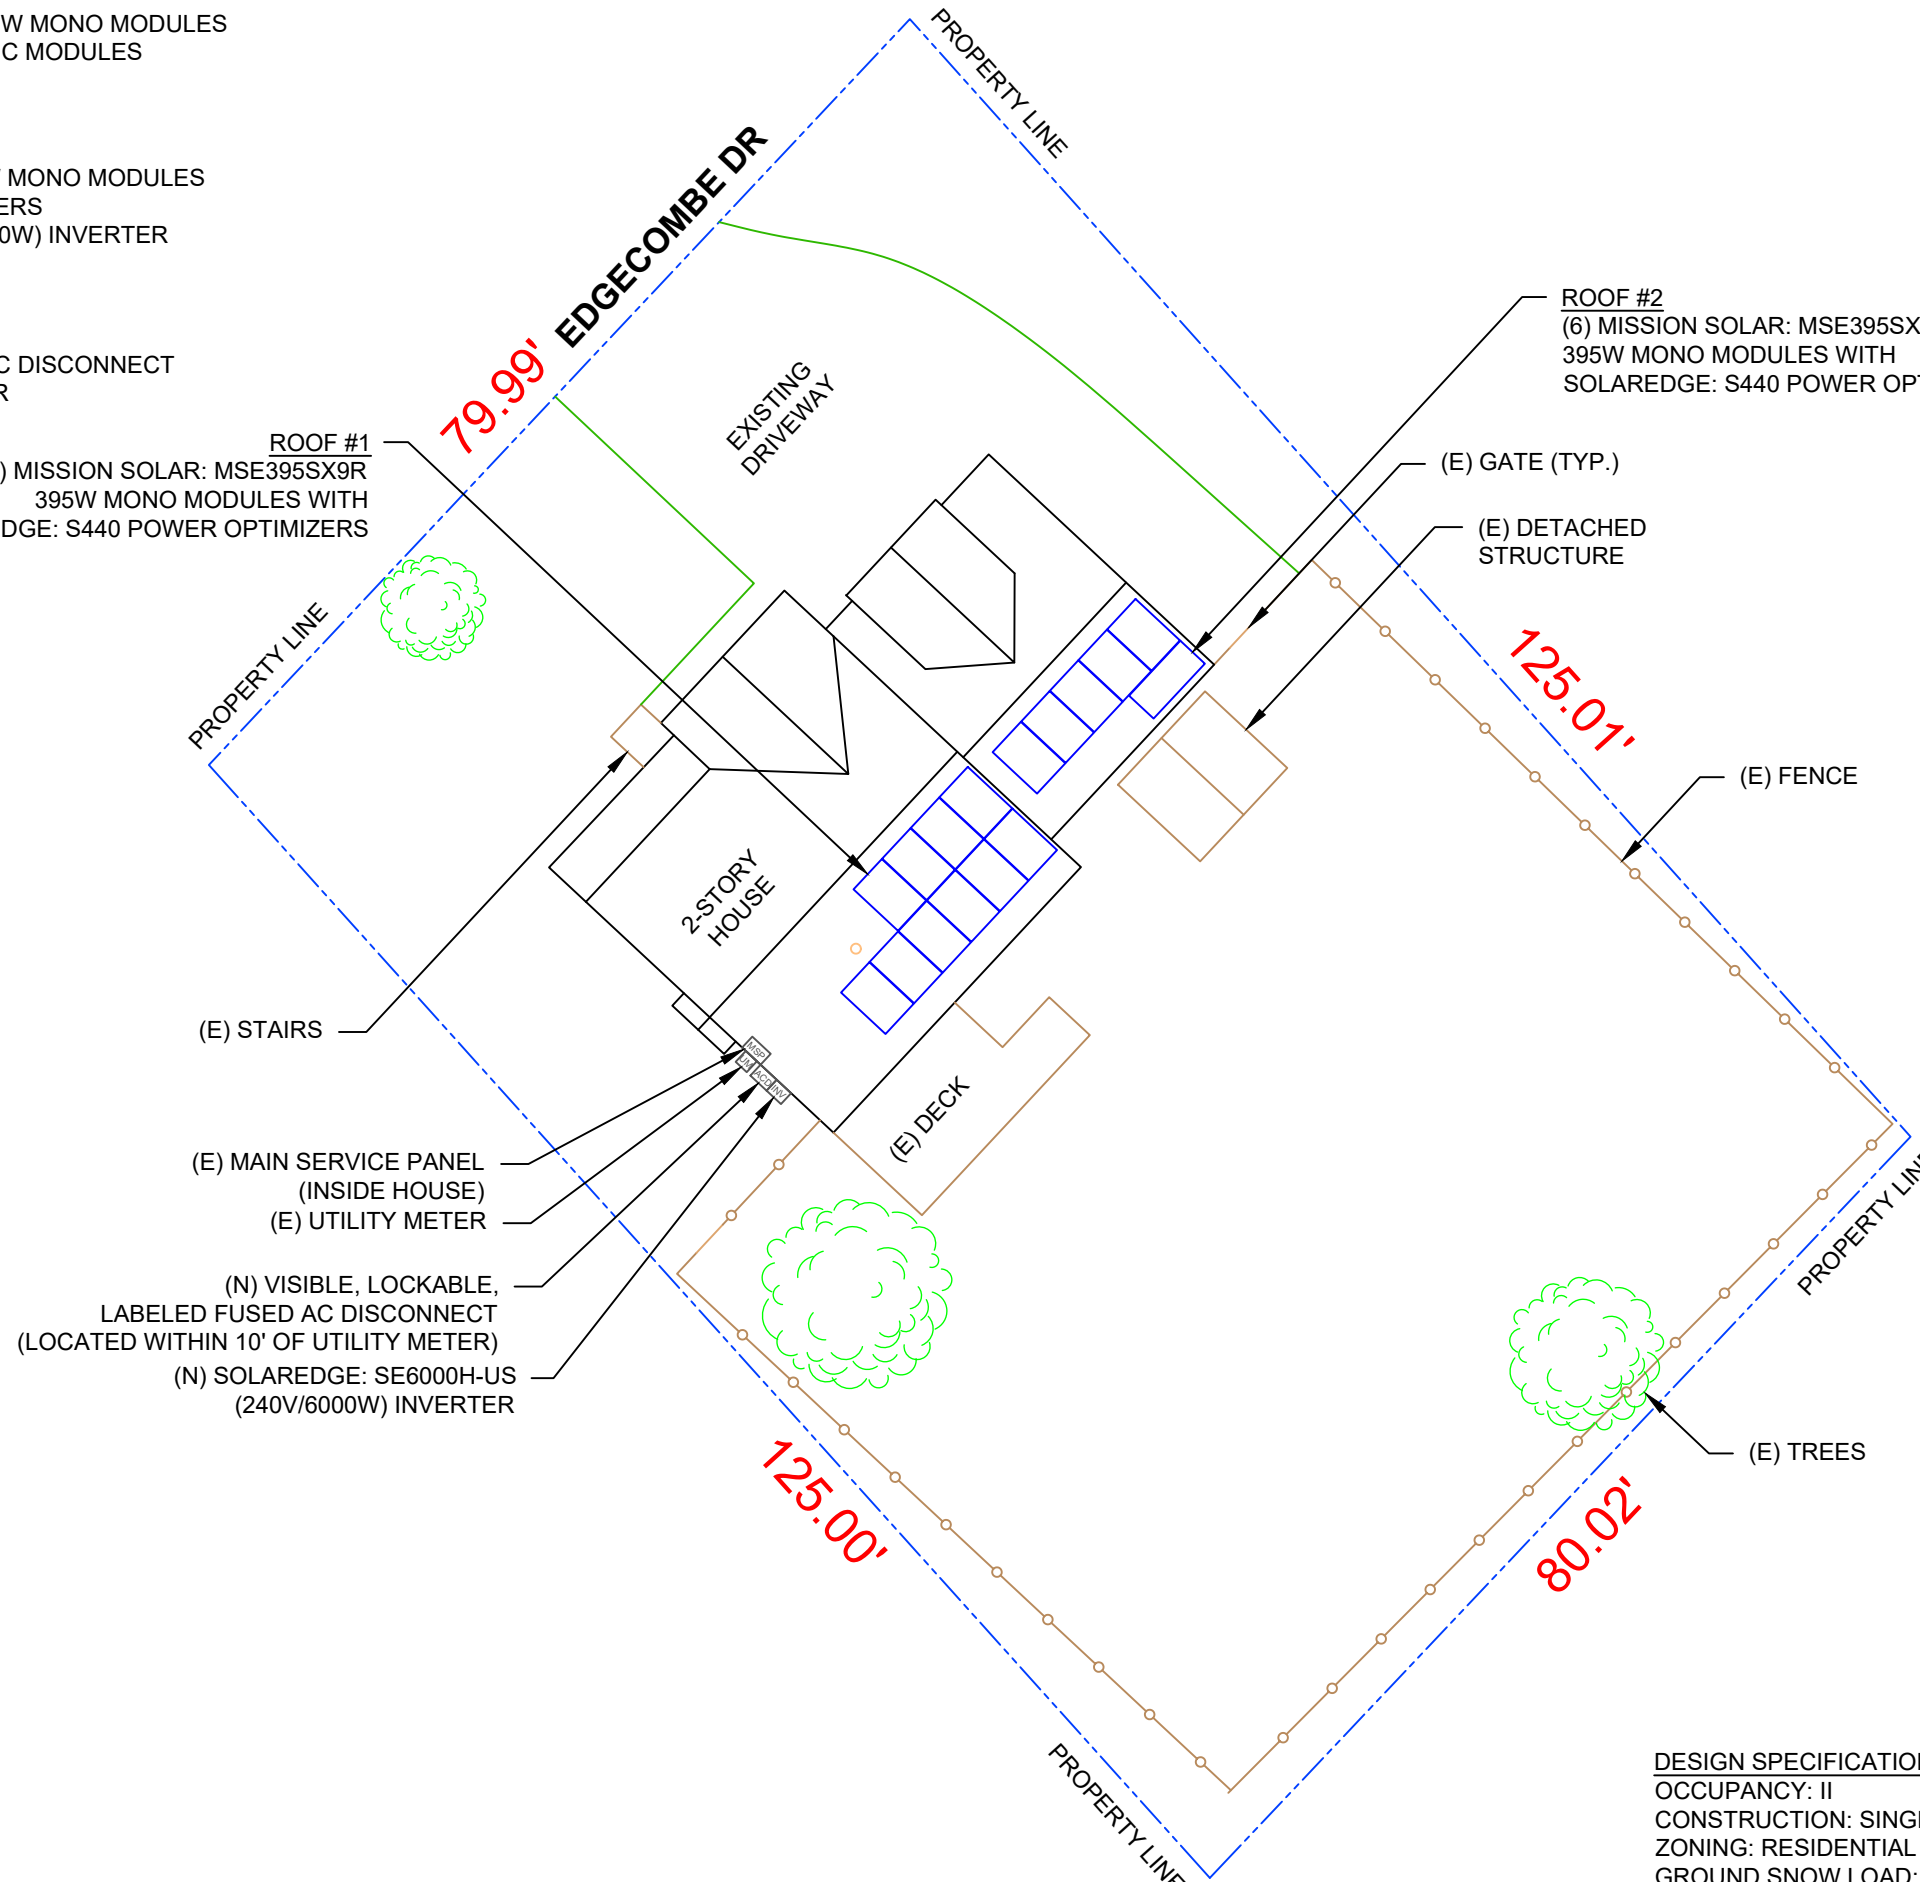 W MONO MODULES
C MODULES
MONO MODULES
ERS
0W) INVERTER
C DISCONNECT
R
PROPERTY LINE
EDGECOMBE DR
79.99'
ROOF #1
) MISSION SOLAR: MSE395SX9R
395W MONO MODULES WITH
DGE: S440 POWER OPTIMIZERS
EXISTING
DRIVEWAY
ROOF #2
(6) MISSION SOLAR: MSE395SX
395W MONO MODULES WITH
SOLAREDGE: S440 POWER OPT
(E) GATE (TYP.)
(E) DETACHED
STRUCTURE
PROPERTY LINE
125.01'
(E) FENCE
2-STORY
HOUSE
(E) STAIRS
MSP
UM
ACD
INV
(E) DECK
(E) MAIN SERVICE PANEL
(INSIDE HOUSE)
(E) UTILITY METER
(N) VISIBLE, LOCKABLE,
LABELED FUSED AC DISCONNECT
(LOCATED WITHIN 10' OF UTILITY METER)
(N) SOLAREDGE: SE6000H-US
(240V/6000W) INVERTER
PROPERTY LINE
(E) TREES
125.00'
80.02'
PROPERTY LINE
DESIGN SPECIFICATION
OCCUPANCY: II
CONSTRUCTION: SING
ZONING: RESIDENTIAL
GROUND SNOW LOAD: